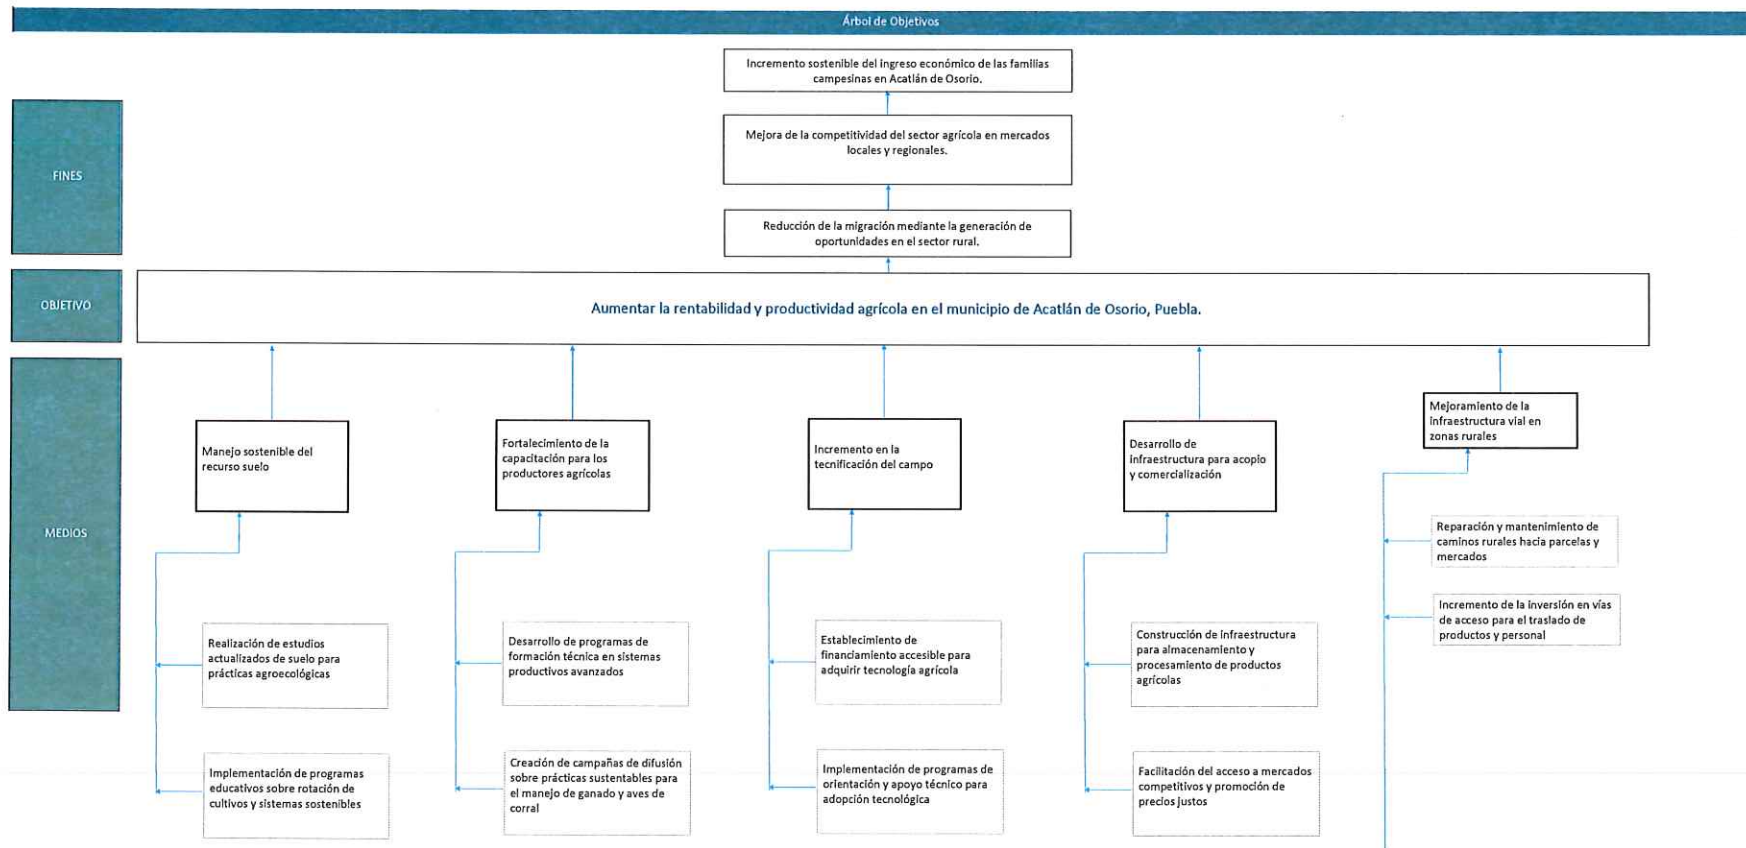 Árbol de Objetivos
Incremento sostenible del ingreso económico de las familias
campesinas en Acatlán de Osorio.
FINES
Mejora de la competitividad del sector agrícola en mercados
locales y regionales.
Reducción de la migración mediante la generación de
oportunidades en el sector rural.
OBJETIVO
Aumentar la rentabilidad y productividad agrícola en el municipio de Acatlán de Osorio, Puebla.
MEDIOS
Manejo sostenible del
recurso suelo
Realización de estudios
actualizados de suelo para
prácticas agroecológicas
Implementación de programas
educativos sobre rotación de
cultivos y sistemas sostenibles
Fortalecimiento de la
capacitación para los
productores agrícolas
Desarrollo de programas de
formación técnica en sistemas
productivos avanzados
Creación de campañas de difusión
sobre prácticas sustentables para
el manejo de ganado y aves de
corral
Incremento en la
tecnificación del campo
Establecimiento de
financiamiento accesible para
adquirir tecnología agrícola
Implementación de programas de
orientación y apoyo técnico para
adopción tecnológica
Desarrollo de
infraestructura para acopio
y comercialización
Construcción de infraestructura
para almacenamiento y
procesamiento de productos
agrícolas
Facilitación del acceso a mercados
competitivos y promoción de
precios justos
Mejoramiento de la
infraestructura vial en
zonas rurales
Reparación y mantenimiento de
caminos rurales hacia parcelas y
mercados
Incremento de la inversión en vías
de acceso para el traslado de
productos y personal